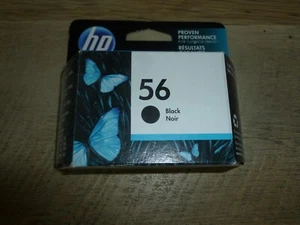 hp
PROVEN
PERFORMANCE
RÉSULTATS
56
Black
Noir